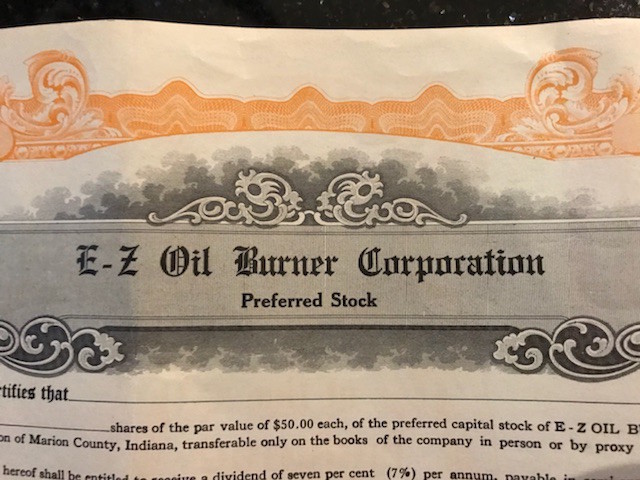 E-Z Oil Burner Corporation
Preferred Stock
tifies that
shares of the par value of $50.00 each, of the preferred capital stock of E - Z OIL B
on of Marion County, Indiana, transferable only on the books of the company in person or by proxy
hereof shall be entitled to receive a dividend of seven per cent (7%) per annum, payable in